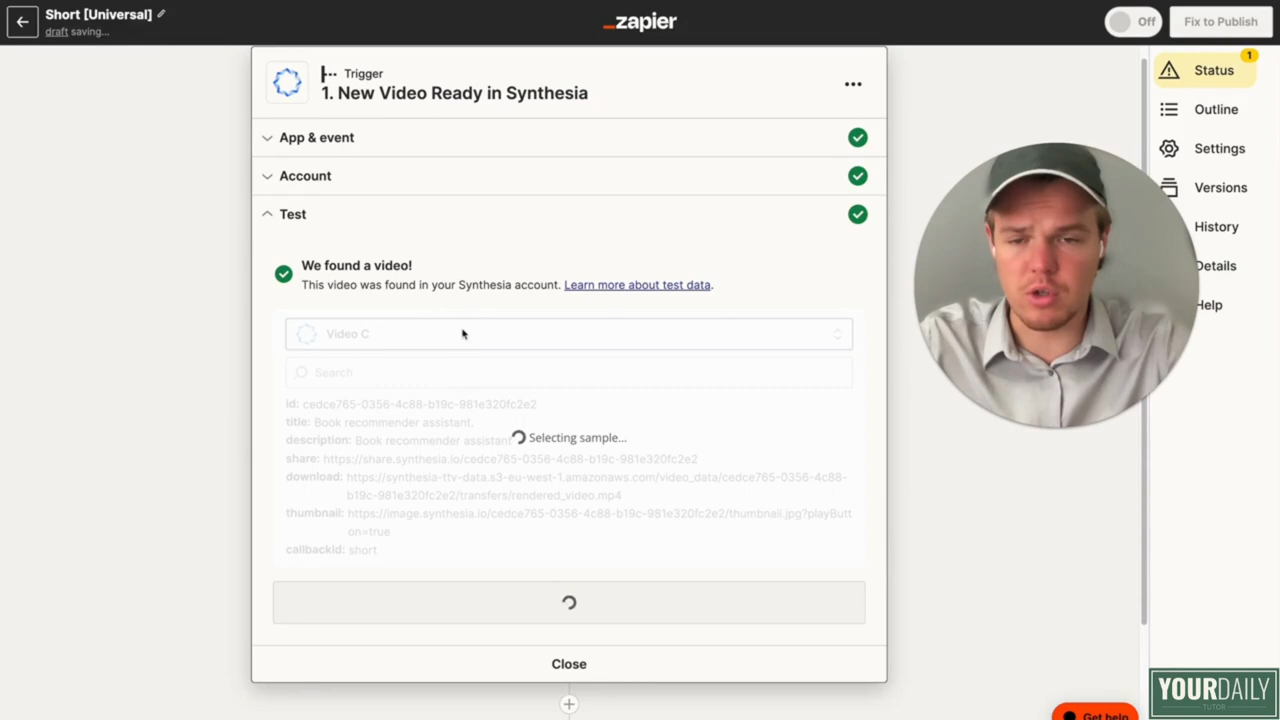 Short [Universal]
draft saving...
_zapier
Off
Fix to Publish
Trigger
1. New Video Ready in Synthesia
App & event
Account
Test
We found a video!
This video was found in your Synthesia account. Learn more about test data.
Video C
Search
id: cedce765-0356-4c88-b19c-981e320fc2e2
title: Book recommender assistant.
description: Book recommender assistant
Selecting sample...
share: https://share.synthesia.io/cedce765-0356-4c88-b19c-981e320fc2e2
download: https://synthesia-ttv-data.s3-eu-west-1.amazonaws.com/video_data/cedce765-0356-4c88-
b19c-981e320fc2e2/transfers/rendered_video.mp4
thumbnail: https://image.synthesia.io/cedce765-0356-4c88-b19c-981e320fc2e2/thumbnail.jpg?playButt
on=true
callbackId: short
Close
1
Status
Outline
Settings
Versions
History
Details
Help
Get help
YOURDAILY
TUTOR